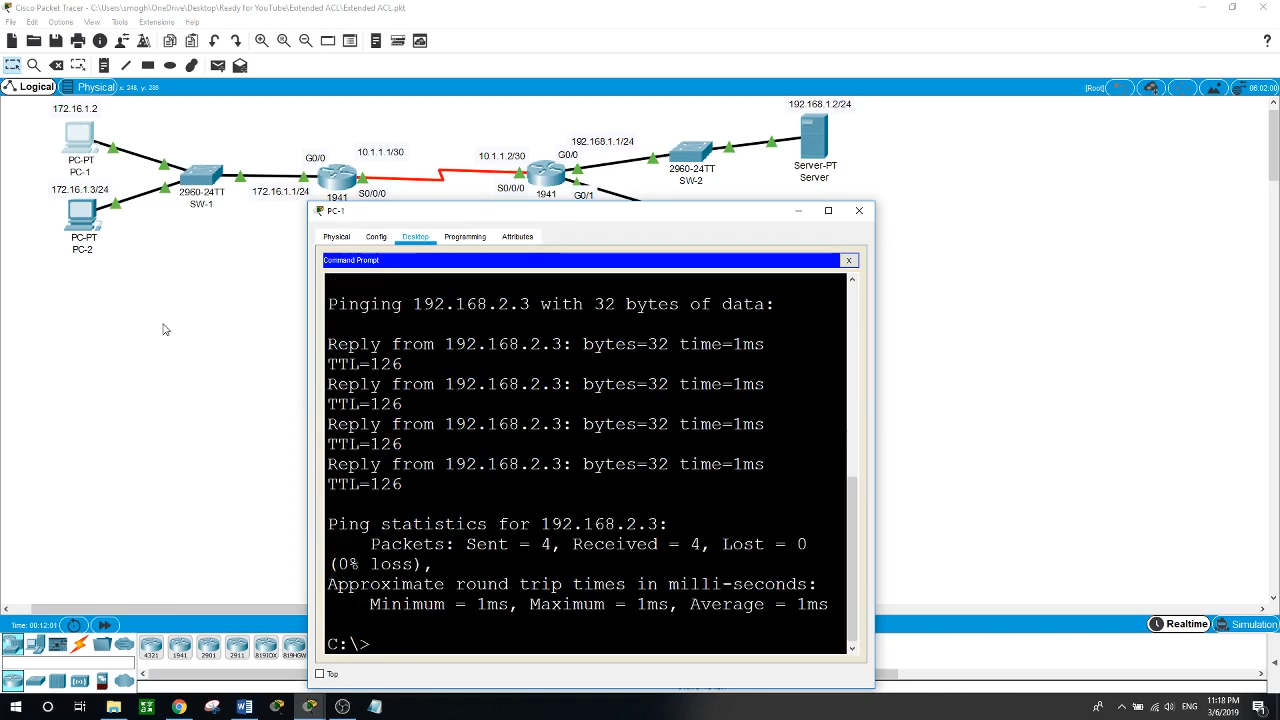 Cisco Packet Tracer - C:\Users\smogh\OneDrive\Desktop\Ready for YouTube\Extended ACL\Extended ACL.pkt
File Edit Options View Tools Extensions Help
Logical Physical x: 248, y: 286 [Root] 06:02:00
172.16.1.2
PC-PT
PC-1
172.16.1.3/24
PC-PT
PC-2
2960-24TT
SW-1
G0/0
172.16.1.1/24
10.1.1.1/30
1941
S0/0/0
10.1.1.2/30
S0/0/0
1941
G0/0
G0/1
192.168.1.1/24
2960-24TT
SW-2
192.168.1.2/24
Server-PT
Server
PC-1
Physical Config Desktop Programming Attributes
Command Prompt X
Pinging 192.168.2.3 with 32 bytes of data:
Reply from 192.168.2.3: bytes=32 time=1ms
TTL=126
Reply from 192.168.2.3: bytes=32 time=1ms
TTL=126
Reply from 192.168.2.3: bytes=32 time=1ms
TTL=126
Reply from 192.168.2.3: bytes=32 time=1ms
TTL=126
Ping statistics for 192.168.2.3:
Packets: Sent = 4, Received = 4, Lost = 0
(0% loss),
Approximate round trip times in milli-seconds:
Minimum = 1ms, Maximum = 1ms, Average = 1ms
C:\>
Top
Time: 00:12:01 Realtime Simulation
4321 1941 2901 2911 819IOX 819HGW
ENG 11:18 PM
3/6/2019